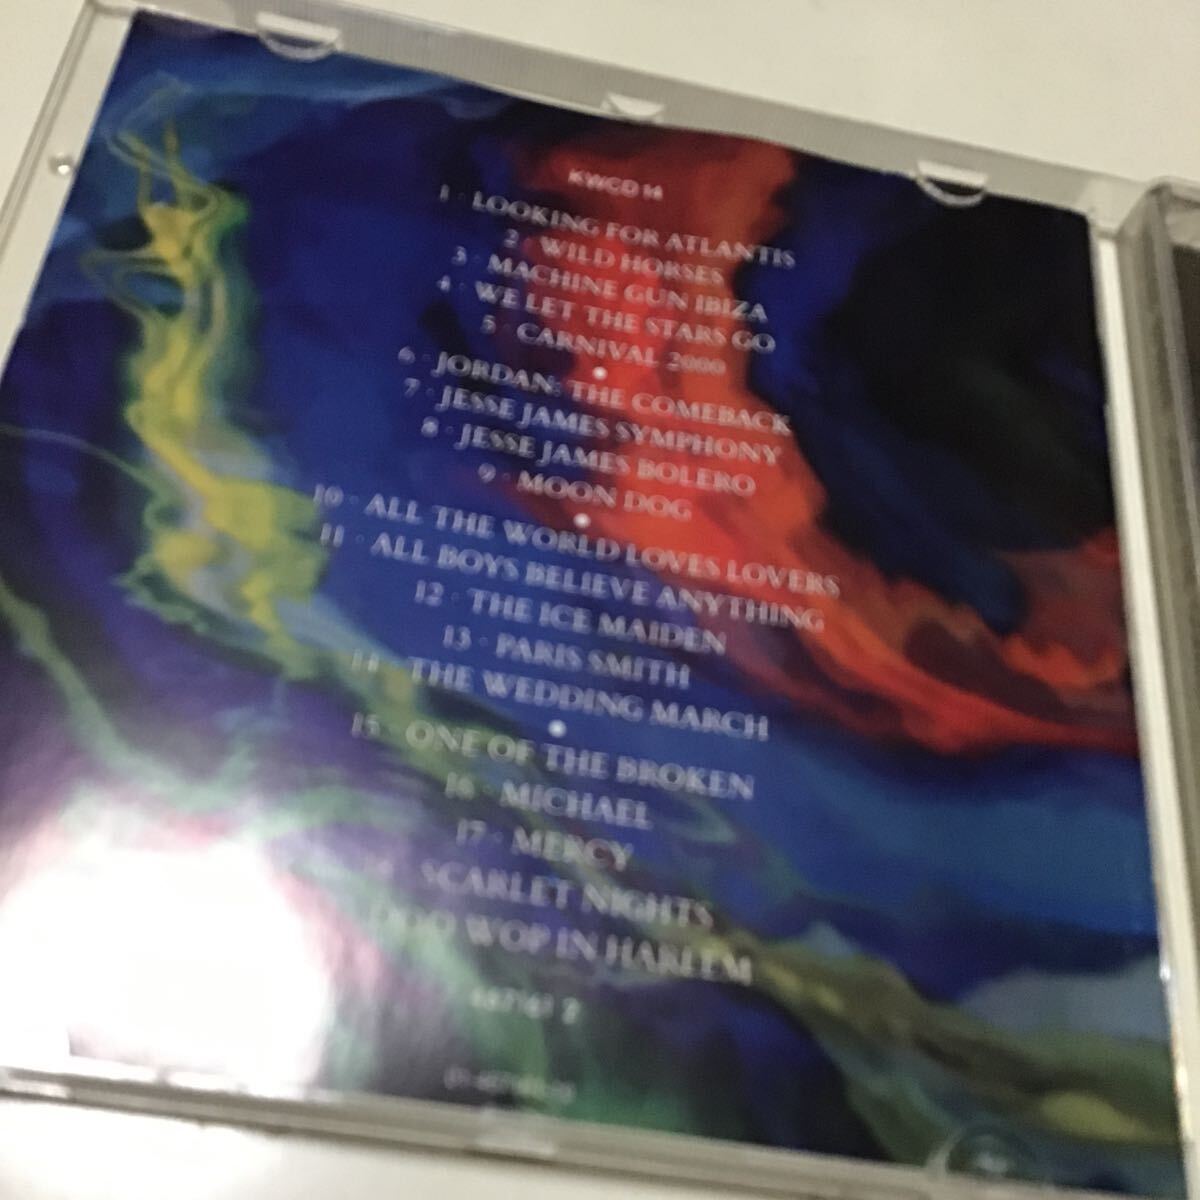 KWCD 14
1 · LOOKING FOR ATLANTIS
2 · WILD HORSES
3 · MACHINE GUN IBIZA
4 · WE LET THE STARS GO
5 · CARNIVAL 2000
6 · JORDAN: THE COMEBACK
7 · JESSE JAMES SYMPHONY
8 · JESSE JAMES BOLERO
9 · MOON DOG
10 · ALL THE WORLD LOVES LOVERS
11 · ALL BOYS BELIEVE ANYTHING
12 · THE ICE MAIDEN
13 · PARIS SMITH
14 · THE WEDDING MARCH
15 · ONE OF THE BROKEN
16 · MICHAEL
17 · MERCY
SCARLET NIGHTS
DOO WOP IN HARLEM